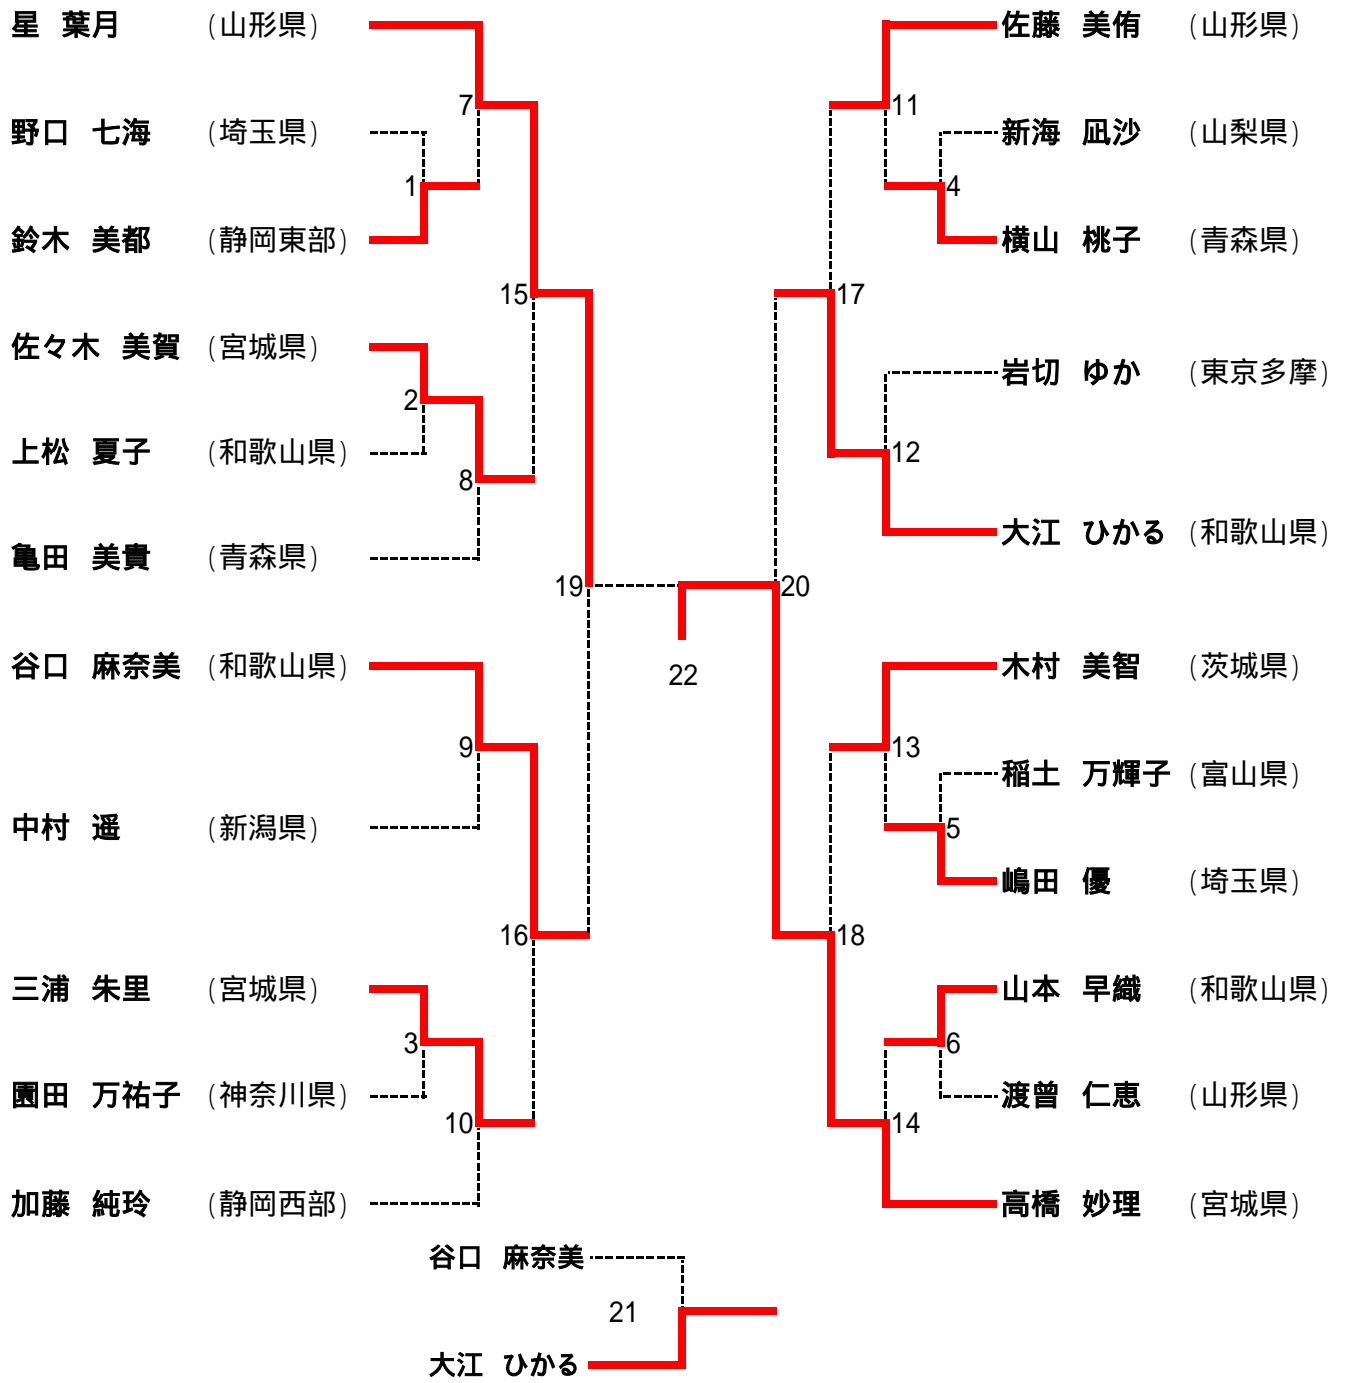 星 葉月 (山形県) 佐藤 美侑 (山形県)
7 11
野口 七海 (埼玉県) 新海 凪沙 (山梨県)
1 4
鈴木 美都 (静岡東部) 横山 桃子 (青森県)
15 17
佐々木 美賀 (宮城県) 岩切 ゆか (東京多摩)
2
上松 夏子 (和歌山県) 12
8
亀田 美貴 (青森県) 大江 ひかる (和歌山県)
19 20
谷口 麻奈美 (和歌山県) 22 木村 美智 (茨城県)
9 13
稲土 万輝子 (富山県)
中村 遥 (新潟県) 5
嶋田 優 (埼玉県)
16 18
三浦 朱里 (宮城県) 山本 早織 (和歌山県)
3 6
園田 万祐子 (神奈川県) 渡曽 仁恵 (山形県)
10 14
加藤 純玲 (静岡西部) 高橋 妙理 (宮城県)
谷口 麻奈美
21
大江 ひかる